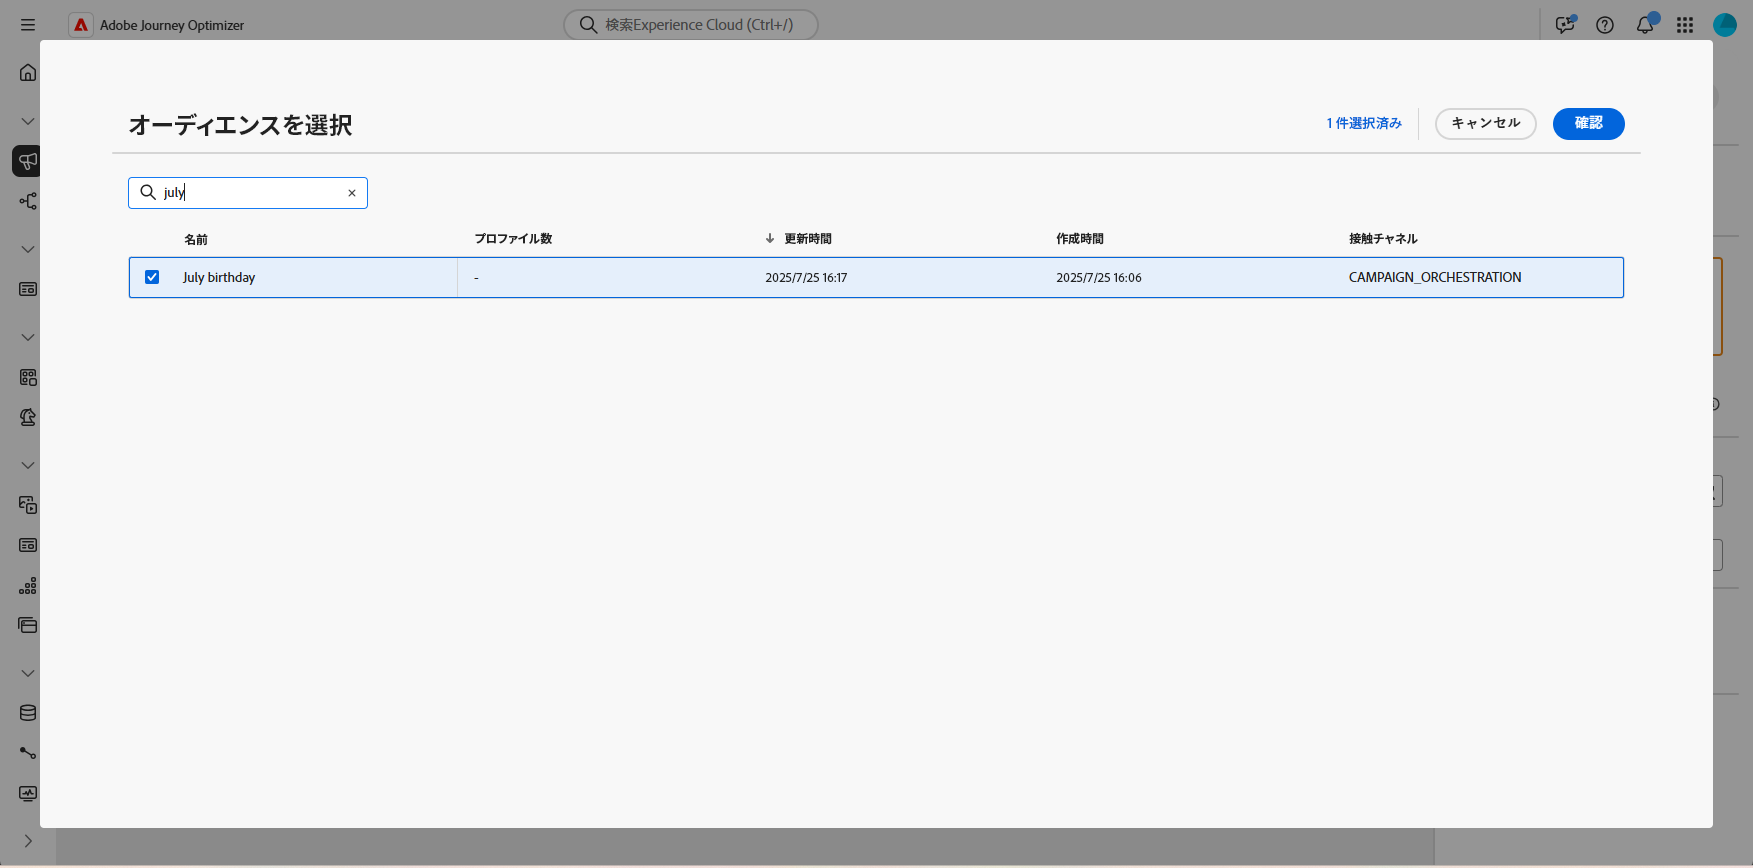 Adobe Journey Optimizer
検索Experience Cloud (Ctrl+/)
オーディエンスを選択
1 件選択済み
キャンセル
確認
july
名前 プロファイル数 更新時間 作成時間 接触チャネル
July birthday - 2025/7/25 16:17 2025/7/25 16:06 CAMPAIGN_ORCHESTRATION